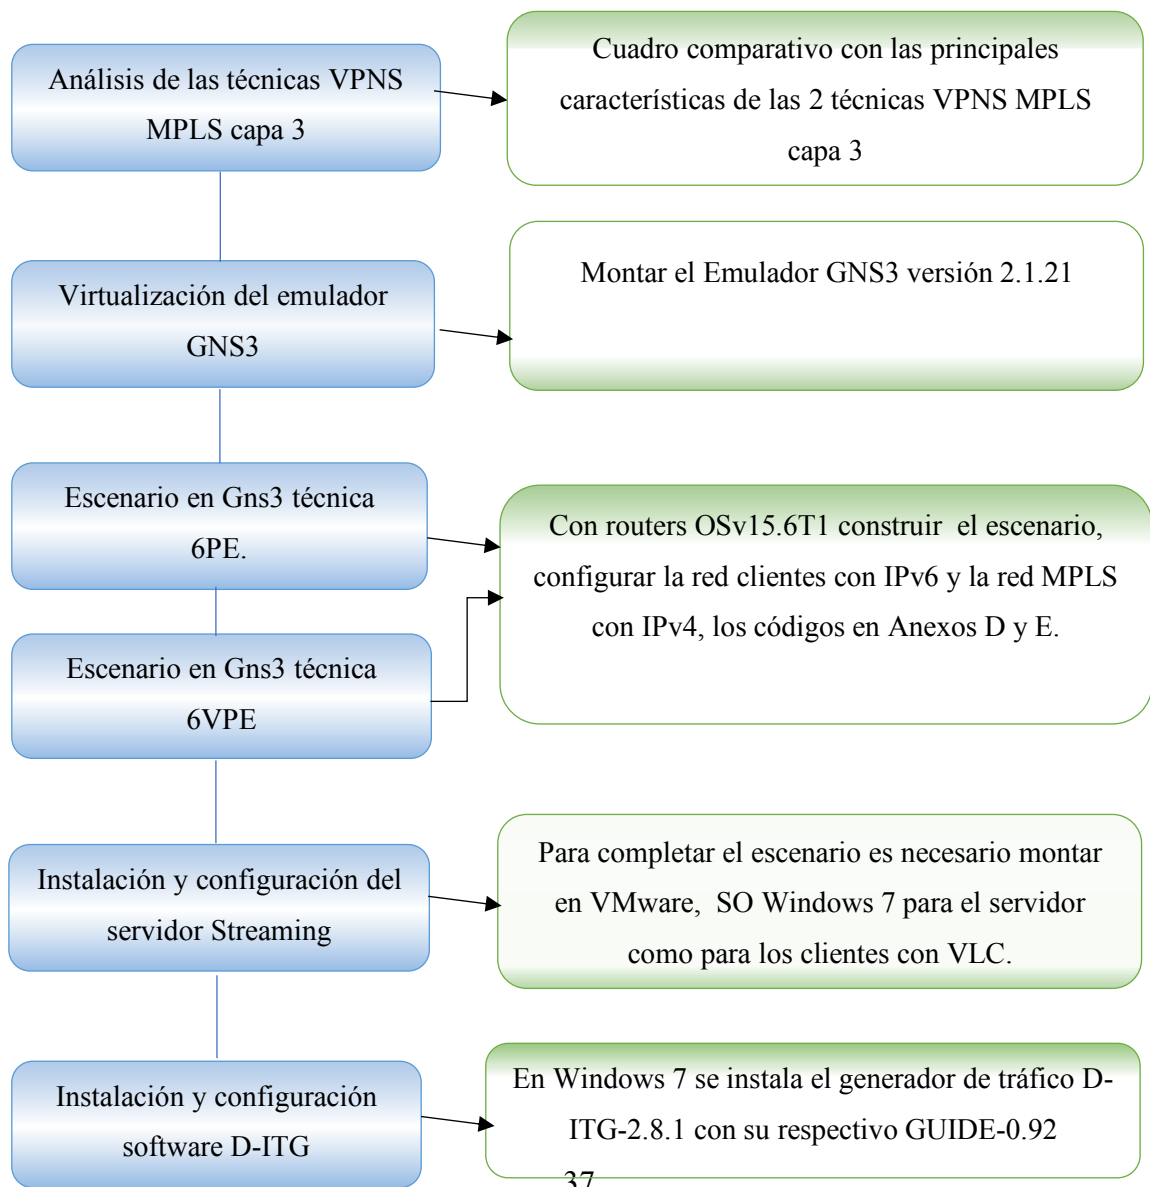 Análisis de las técnicas VPNS
MPLS capa 3
Cuadro comparativo con las principales
características de las 2 técnicas VPNS MPLS
capa 3
Virtualización del emulador
GNS3
Montar el Emulador GNS3 versión 2.1.21
Escenario en Gns3 técnica
6PE.
Con routers OSv15.6T1 construir el escenario,
configurar la red clientes con IPv6 y la red MPLS
con IPv4, los códigos en Anexos D y E.
Escenario en Gns3 técnica
6VPE
Instalación y configuración del
servidor Streaming
Para completar el escenario es necesario montar
en VMware, SO Windows 7 para el servidor
como para los clientes con VLC.
Instalación y configuración
software D-ITG
En Windows 7 se instala el generador de tráfico D-
ITG-2.8.1 con su respectivo GUIDE-0.92
37